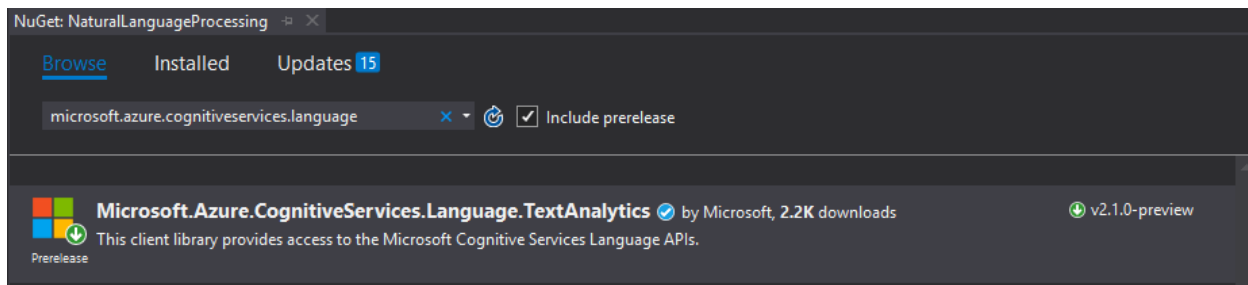 NuGet: NaturalLanguageProcessing
Browse Installed Updates 15
microsoft.azure.cognitiveservices.language Include prerelease
Microsoft.Azure.CognitiveServices.Language.TextAnalytics by Microsoft, 2.2K downloads v2.1.0-preview
This client library provides access to the Microsoft Cognitive Services Language APIs.
Prerelease